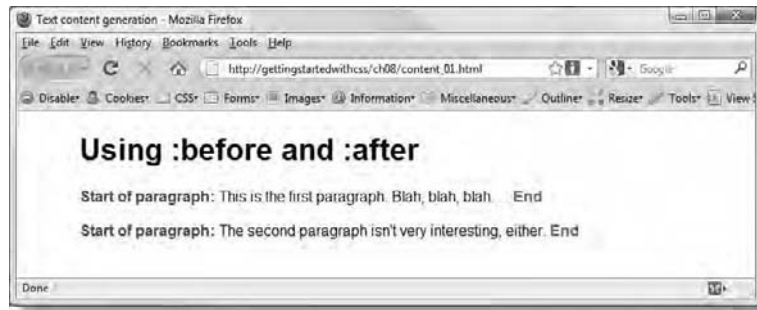 Text content generation - Mozilla Firefox
File Edit View History Bookmarks Tools Help
http://gettingstartedwithcss/ch08/content_01.html Google
Disable Cookies CSS Forms Images Information Miscellaneous Outline Resize Tools View
Using :before and :after
Start of paragraph: This is the first paragraph. Blah, blah, blah. End
Start of paragraph: The second paragraph isn't very interesting, either. End
Done